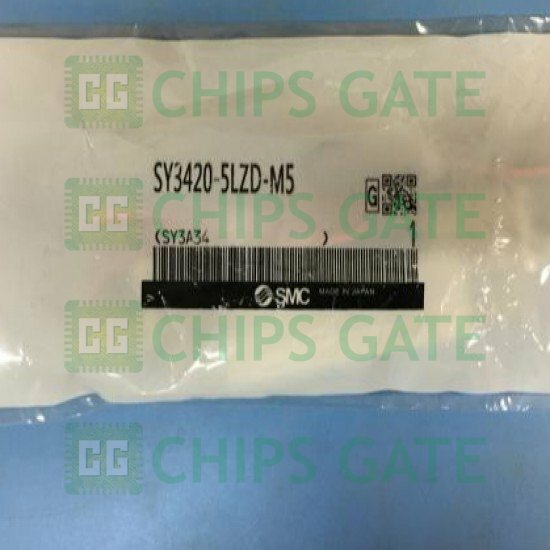 CG CHIPS GATE
SY3420-5LZD-M5
G
CG CHIPS GATE
(SY3A34 )
1
SMC MADE IN JAPAN
CG CHIPS GATE
CG CHIPS GATE